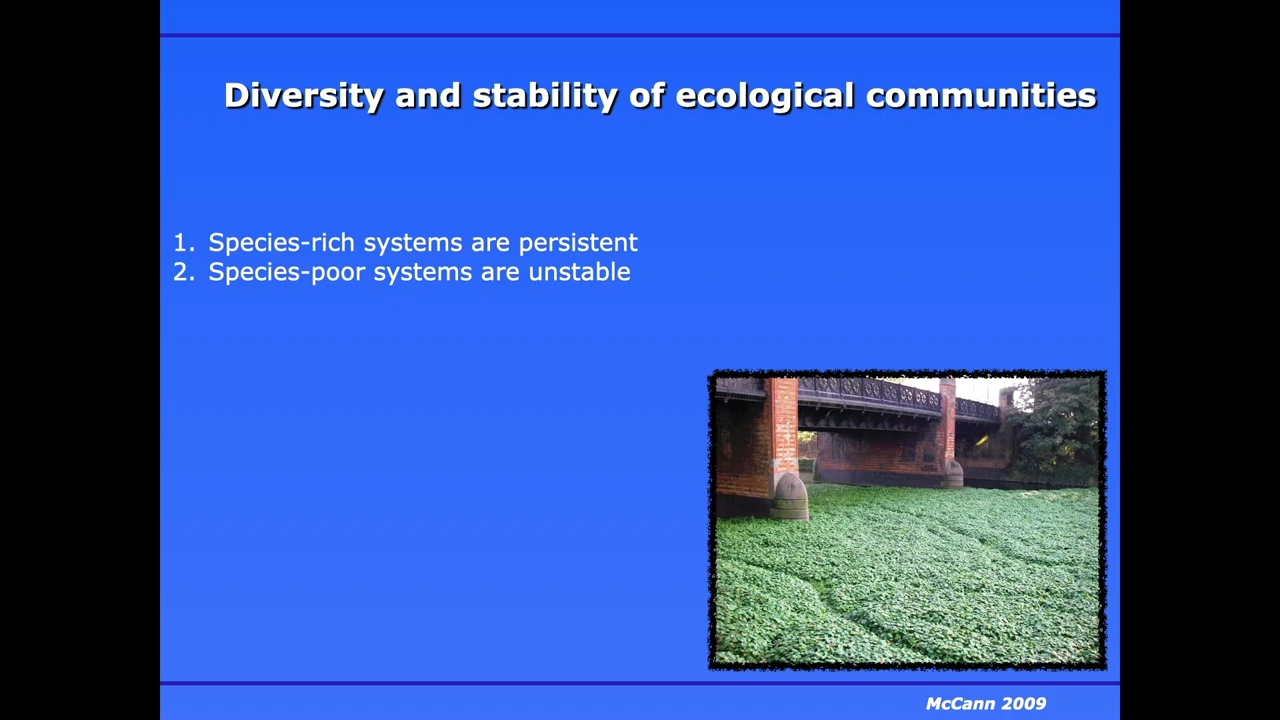 Diversity and stability of ecological communities
1. Species-rich systems are persistent
2. Species-poor systems are unstable
McCann 2009